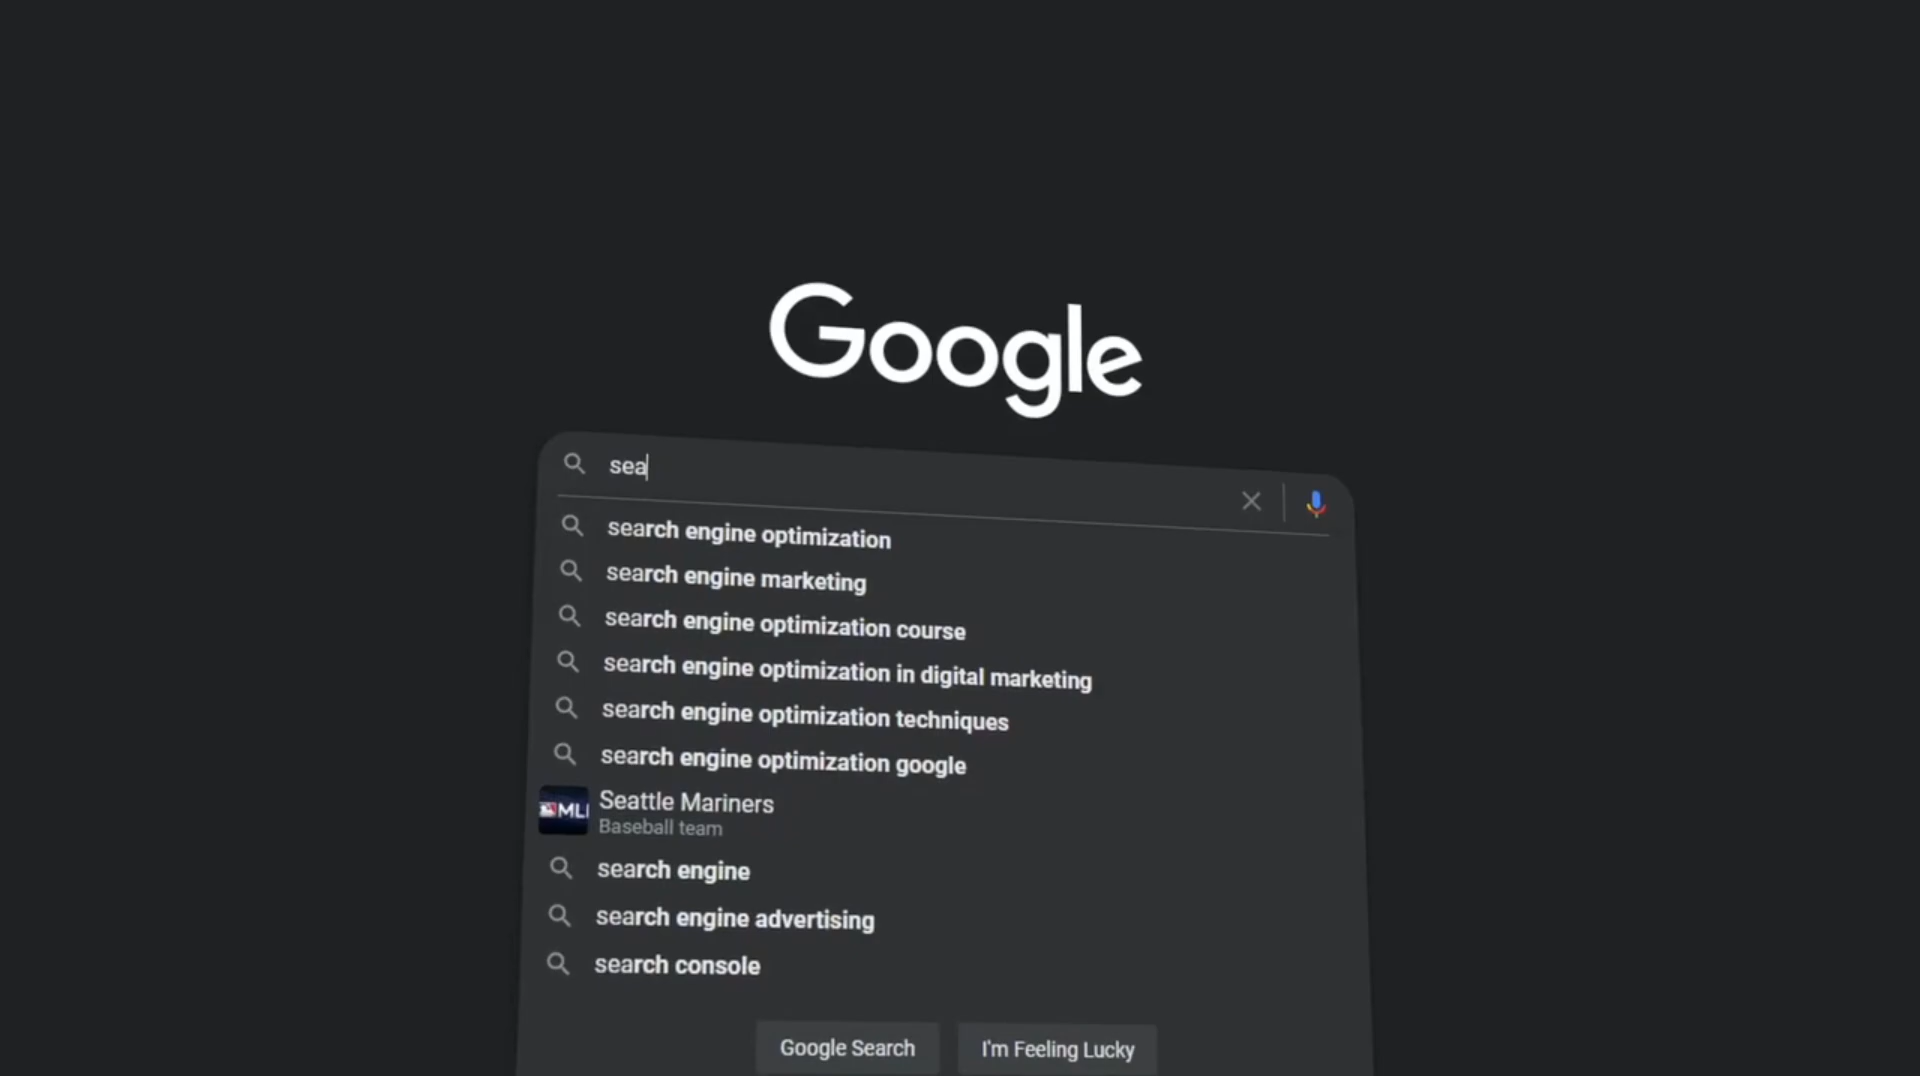 Google
sea
search engine optimization
search engine marketing
search engine optimization course
search engine optimization in digital marketing
search engine optimization techniques
search engine optimization google
Seattle Mariners
Baseball team
search engine
search engine advertising
search console
Google Search
I'm Feeling Lucky